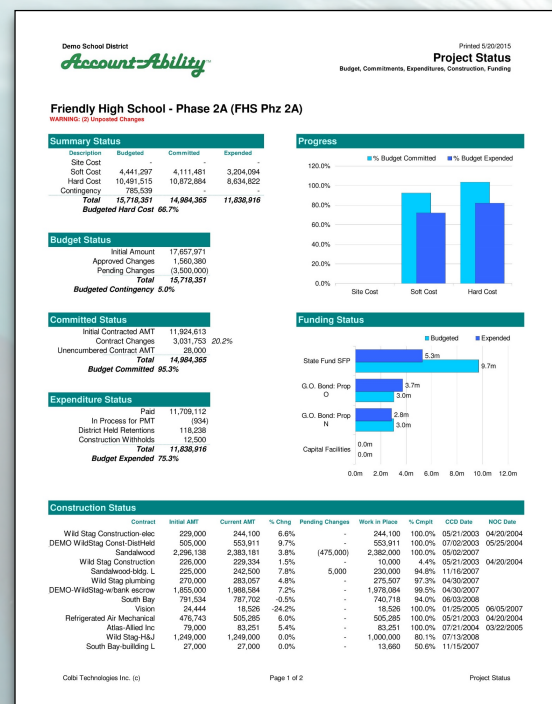 Demo School District
Printed 5/20/2015
Account-Ability™
Project Status
Budget, Commitments, Expenditures, Construction, Funding
Friendly High School - Phase 2A (FHS Phz 2A)
WARNING: (2) Unposted Changes
Summary Status
Description Budgeted Committed Expended
Site Cost - - -
Soft Cost 4,441,297 4,111,481 3,204,094
Hard Cost 10,491,515 10,872,884 8,634,822
Contingency 785,539 - -
Total 15,718,351 14,984,365 11,838,916
Budgeted Hard Cost 66.7%
Progress
% Budget Committed % Budget Expended
120.0%
100.0%
80.0%
60.0%
40.0%
20.0%
0.0%
Site Cost Soft Cost Hard Cost
Budget Status
Initial Amount 17,657,971
Approved Changes 1,560,380
Pending Changes (3,500,000)
Total 15,718,351
Budgeted Contingency 5.0%
Committed Status
Initial Contracted AMT 11,924,613
Contract Changes 3,031,753 20.2%
Unencumbered Contract AMT 28,000
Total 14,984,365
Budget Committed 95.3%
Funding Status
Budgeted Expended
State Fund SFP 5.3m
9.7m
G.O. Bond: Prop O 3.7m
3.0m
G.O. Bond: Prop N 2.8m
3.0m
Capital Facilities 0.0m
0.0m
0.0m 2.0m 4.0m 6.0m 8.0m 10.0m 12.0m
Expenditure Status
Paid 11,709,112
In Process for PMT (934)
District Held Retentions 118,238
Construction Withholds 12,500
Total 11,838,916
Budget Expended 75.3%
Construction Status
Contract Initial AMT Current AMT % Chng Pending Changes Work in Place % Cmplt CCD Date NOC Date
Wild Stag Construction-elec 229,000 244,100 6.6% - 244,100 100.0% 05/21/2003 04/20/2004
DEMO WildStag Const-DistHeld 505,000 553,911 9.7% - 553,911 100.0% 07/02/2003 05/25/2004
Sandalwood 2,296,138 2,383,181 3.8% (475,000) 2,382,000 100.0% 05/02/2007
Wild Stag Construction 226,000 229,334 1.5% - 10,000 4.4% 05/21/2003 04/20/2004
Sandalwood-bldg. L 225,000 242,500 7.8% 5,000 230,000 94.8% 11/16/2007
Wild Stag plumbing 270,000 283,057 4.8% - 275,507 97.3% 04/30/2007
DEMO-WildStag-w/bank escrow 1,855,000 1,988,584 7.2% - 1,978,084 99.5% 04/30/2007
South Bay 791,534 787,702 -0.5% - 740,718 94.0% 06/03/2008
Vision 24,444 18,526 -24.2% - 18,526 100.0% 01/25/2005 06/05/2007
Refrigerated Air Mechanical 476,743 505,285 6.0% - 505,285 100.0% 05/21/2003 04/20/2004
Atlas-Allied Inc 79,000 83,251 5.4% - 83,251 100.0% 07/21/2004 03/22/2005
Wild Stag-H&J 1,249,000 1,249,000 0.0% - 1,000,000 80.1% 07/13/2008
South Bay-building L 27,000 27,000 0.0% - 13,660 50.6% 11/15/2007
Colbi Technologies Inc. (c) Page 1 of 2 Project Status